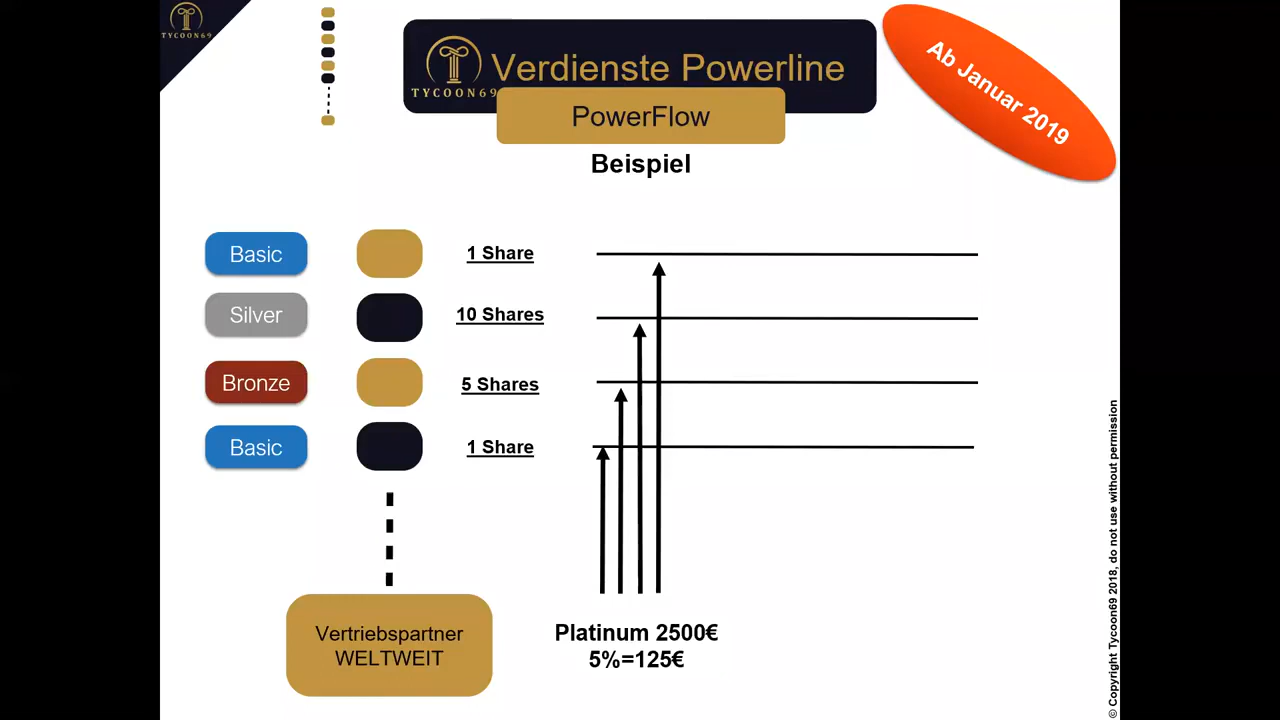 TYCOON69
Verdienste Powerline
TYCOON69
PowerFlow
Beispiel
Ab Januar 2019
Basic
1 Share
Silver
10 Shares
Bronze
5 Shares
Basic
1 Share
Vertriebspartner
WELTWEIT
Platinum 2500€
5%=125€
© Copyright Tycoon69 2018, do not use without permission